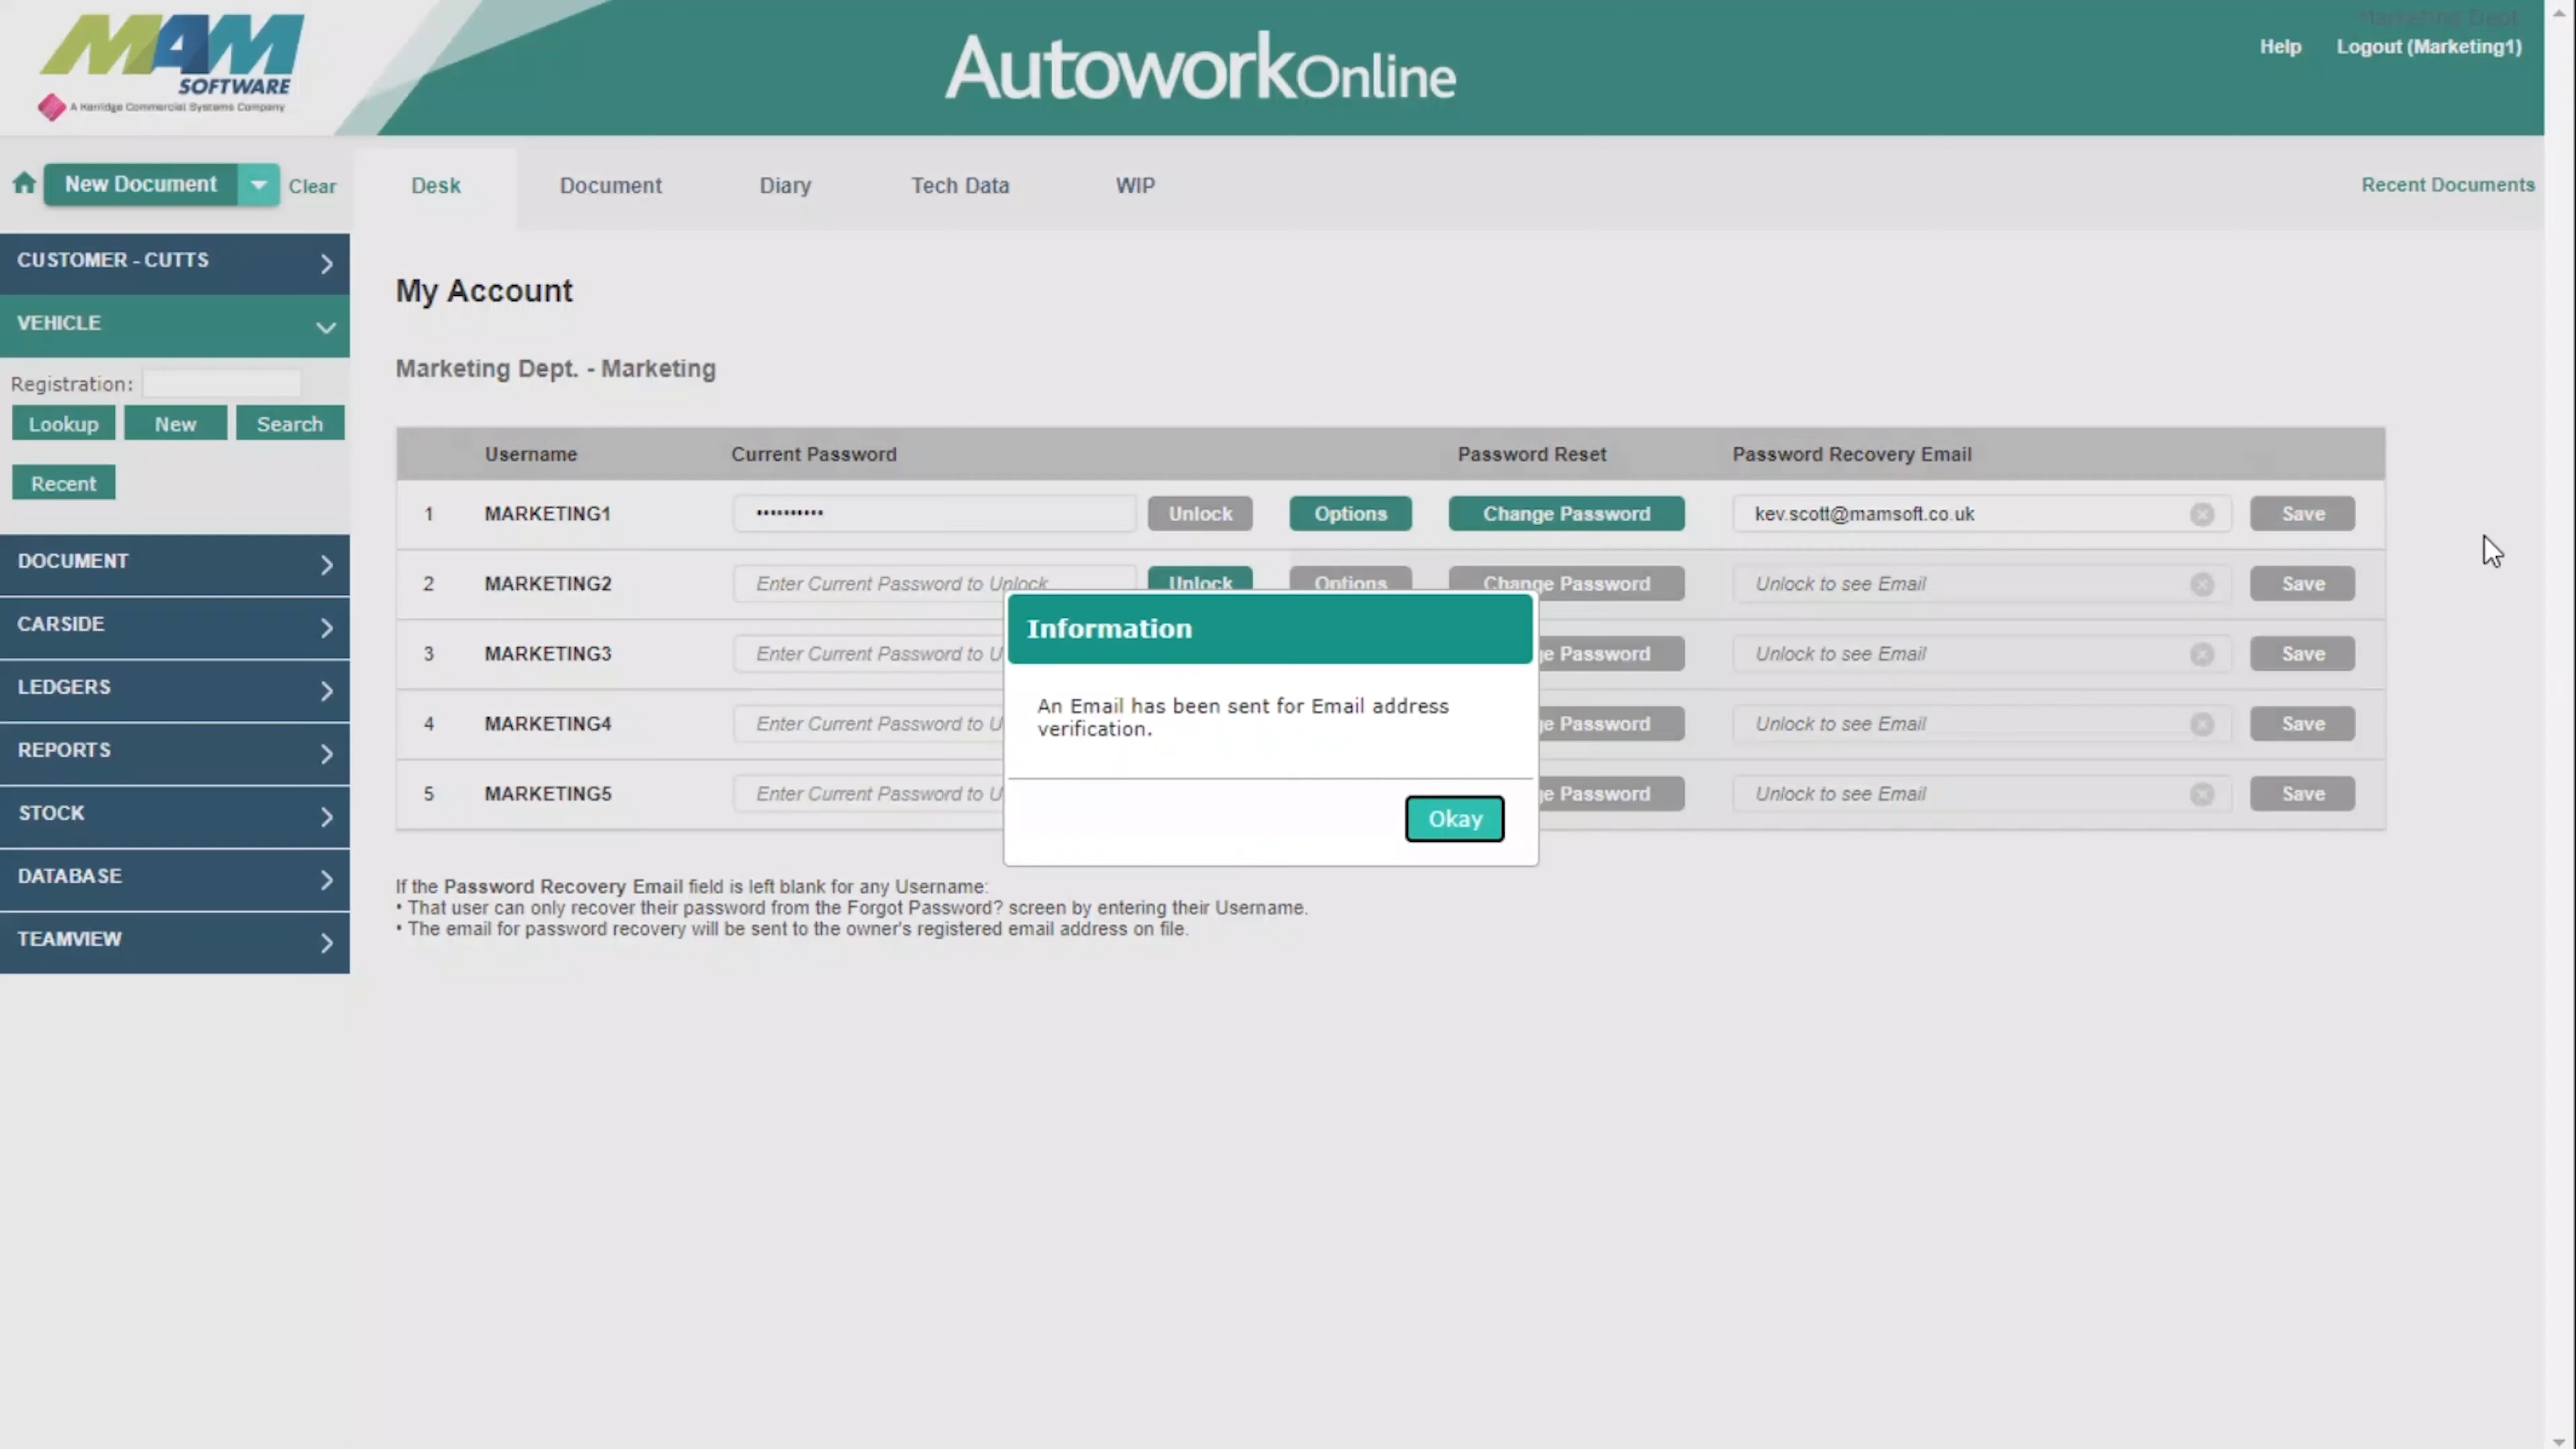 MAM
SOFTWARE
A Kerridge Commercial Systems Company
AutoworkOnline
Marketing Dept.
Help Logout (Marketing1)
New Document Clear
Desk Document Diary Tech Data WIP
Recent Documents
CUSTOMER - CUTTS
VEHICLE
Registration:
Lookup New Search
Recent
DOCUMENT
CARSIDE
LEDGERS
REPORTS
STOCK
DATABASE
TEAMVIEW
My Account
Marketing Dept. - Marketing
Username Current Password Password Reset Password Recovery Email
1 MARKETING1 •••••••••• Unlock Options Change Password kev.scott@mamsoft.co.uk Save
2 MARKETING2 Enter Current Password to Unlock Unlock Options Change Password Unlock to see Email Save
3 MARKETING3 Enter Current Password to U e Password Unlock to see Email Save
4 MARKETING4 Enter Current Password to U e Password Unlock to see Email Save
5 MARKETING5 Enter Current Password to U e Password Unlock to see Email Save
Information
An Email has been sent for Email address
verification.
Okay
If the Password Recovery Email field is left blank for any Username:
• That user can only recover their password from the Forgot Password? screen by entering their Username.
• The email for password recovery will be sent to the owner's registered email address on file.